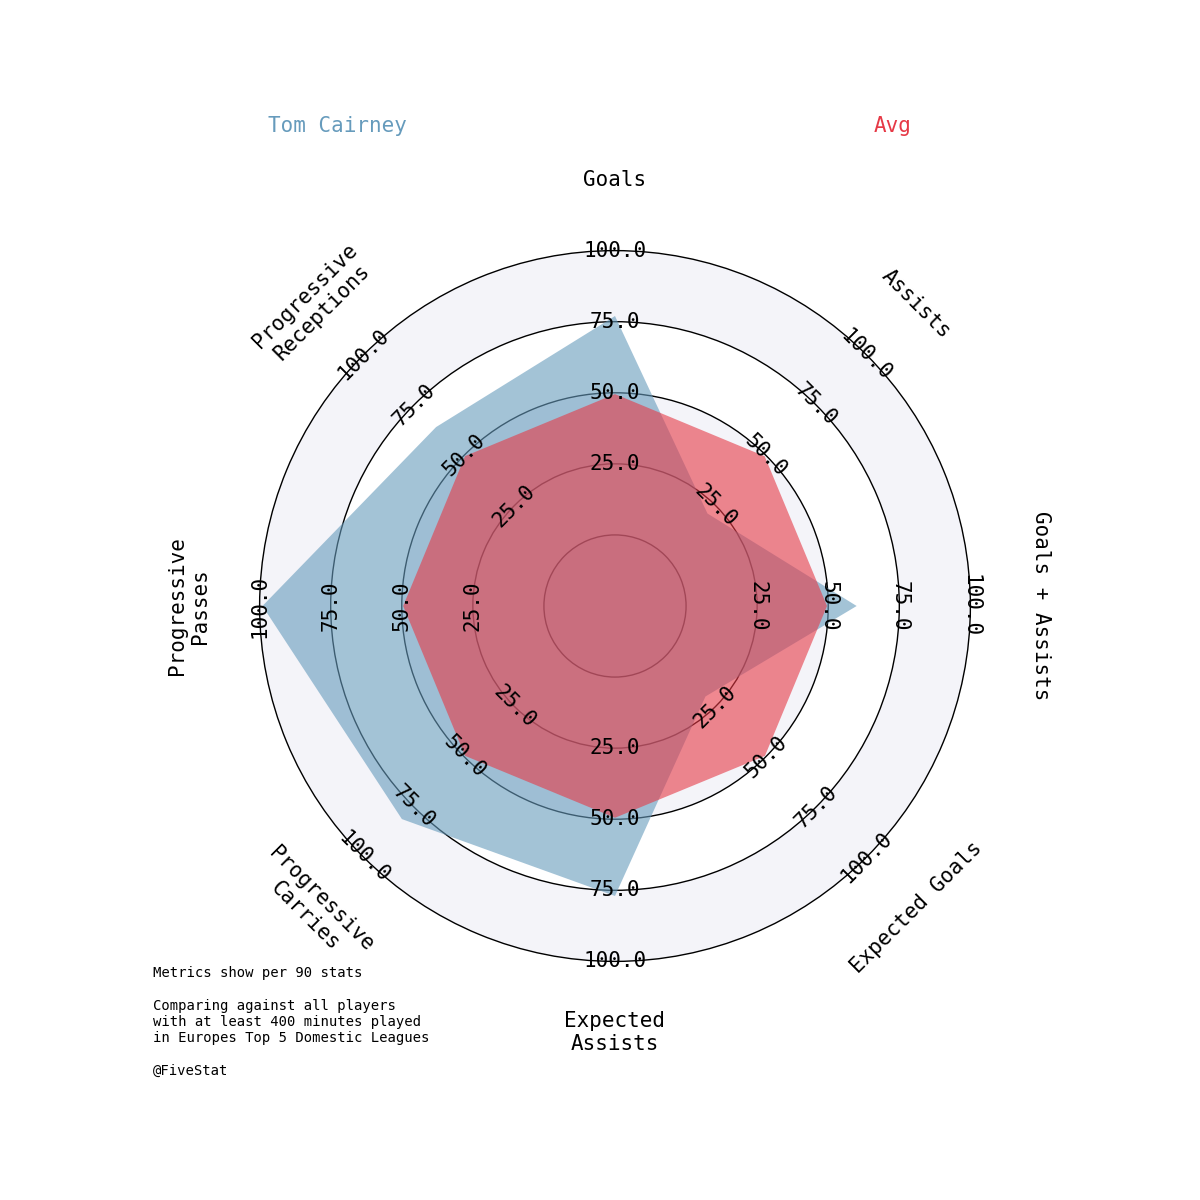 Tom Cairney
Avg
Goals
Assists
Goals + Assists
Expected Goals
Expected
Assists
Progressive
Carries
Progressive
Passes
Progressive
Receptions
25.0
50.0
75.0
100.0
25.0
50.0
75.0
100.0
25.0
50.0
75.0
100.0
25.0
50.0
75.0
100.0
25.0
50.0
75.0
100.0
25.0
50.0
75.0
100.0
25.0
50.0
75.0
100.0
25.0
50.0
75.0
100.0
Metrics show per 90 stats
Comparing against all players
with at least 400 minutes played
in Europes Top 5 Domestic Leagues
@FiveStat